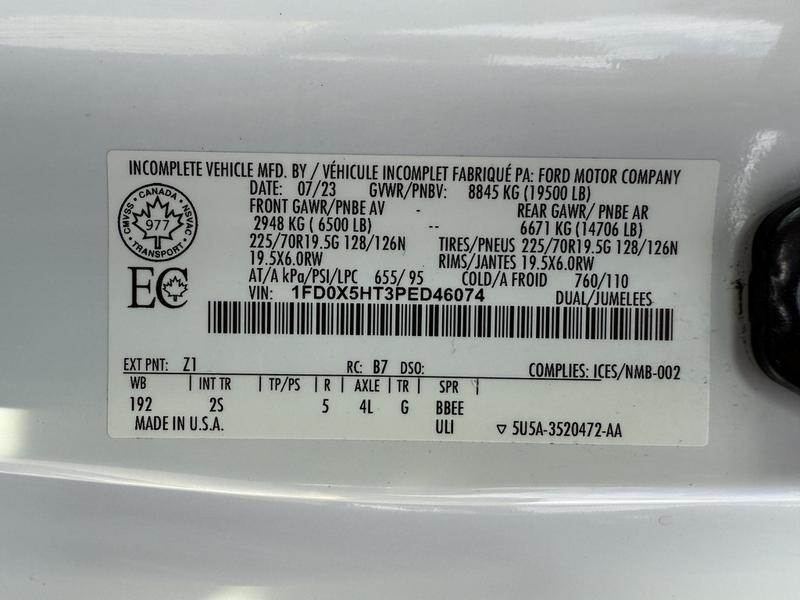 INCOMPLETE VEHICLE MFD. BY / VÉHICULE INCOMPLET FABRIQUÉ PA: FORD MOTOR COMPANY
DATE: 07/23 GVWR/PNBV: 8845 KG (19500 LB)
FRONT GAWR/PNBE AV - REAR GAWR/ PNBE AR
2948 KG ( 6500 LB) -- 6671 KG (14706 LB)
225/70R19.5G 128/126N TIRES/PNEUS 225/70R19.5G 128/126N
19.5X6.0RW RIMS/JANTES 19.5X6.0RW
AT/A kPa/PSI/LPC 655/ 95 COLD/A FROID 760/110
VIN: 1FD0X5HT3PED46074 DUAL/JUMELEES
CMVSS · CANADA · NSVAC
977
TRANSPORT
EC
EXT PNT: Z1 RC: B7 DSO: COMPLIES: ICES/NMB-002
WB | INT TR | TP/PS | R | AXLE | TR | SPR
192 2S 5 4L G BBEE
MADE IN U.S.A. ULI ▽ 5U5A-3520472-AA